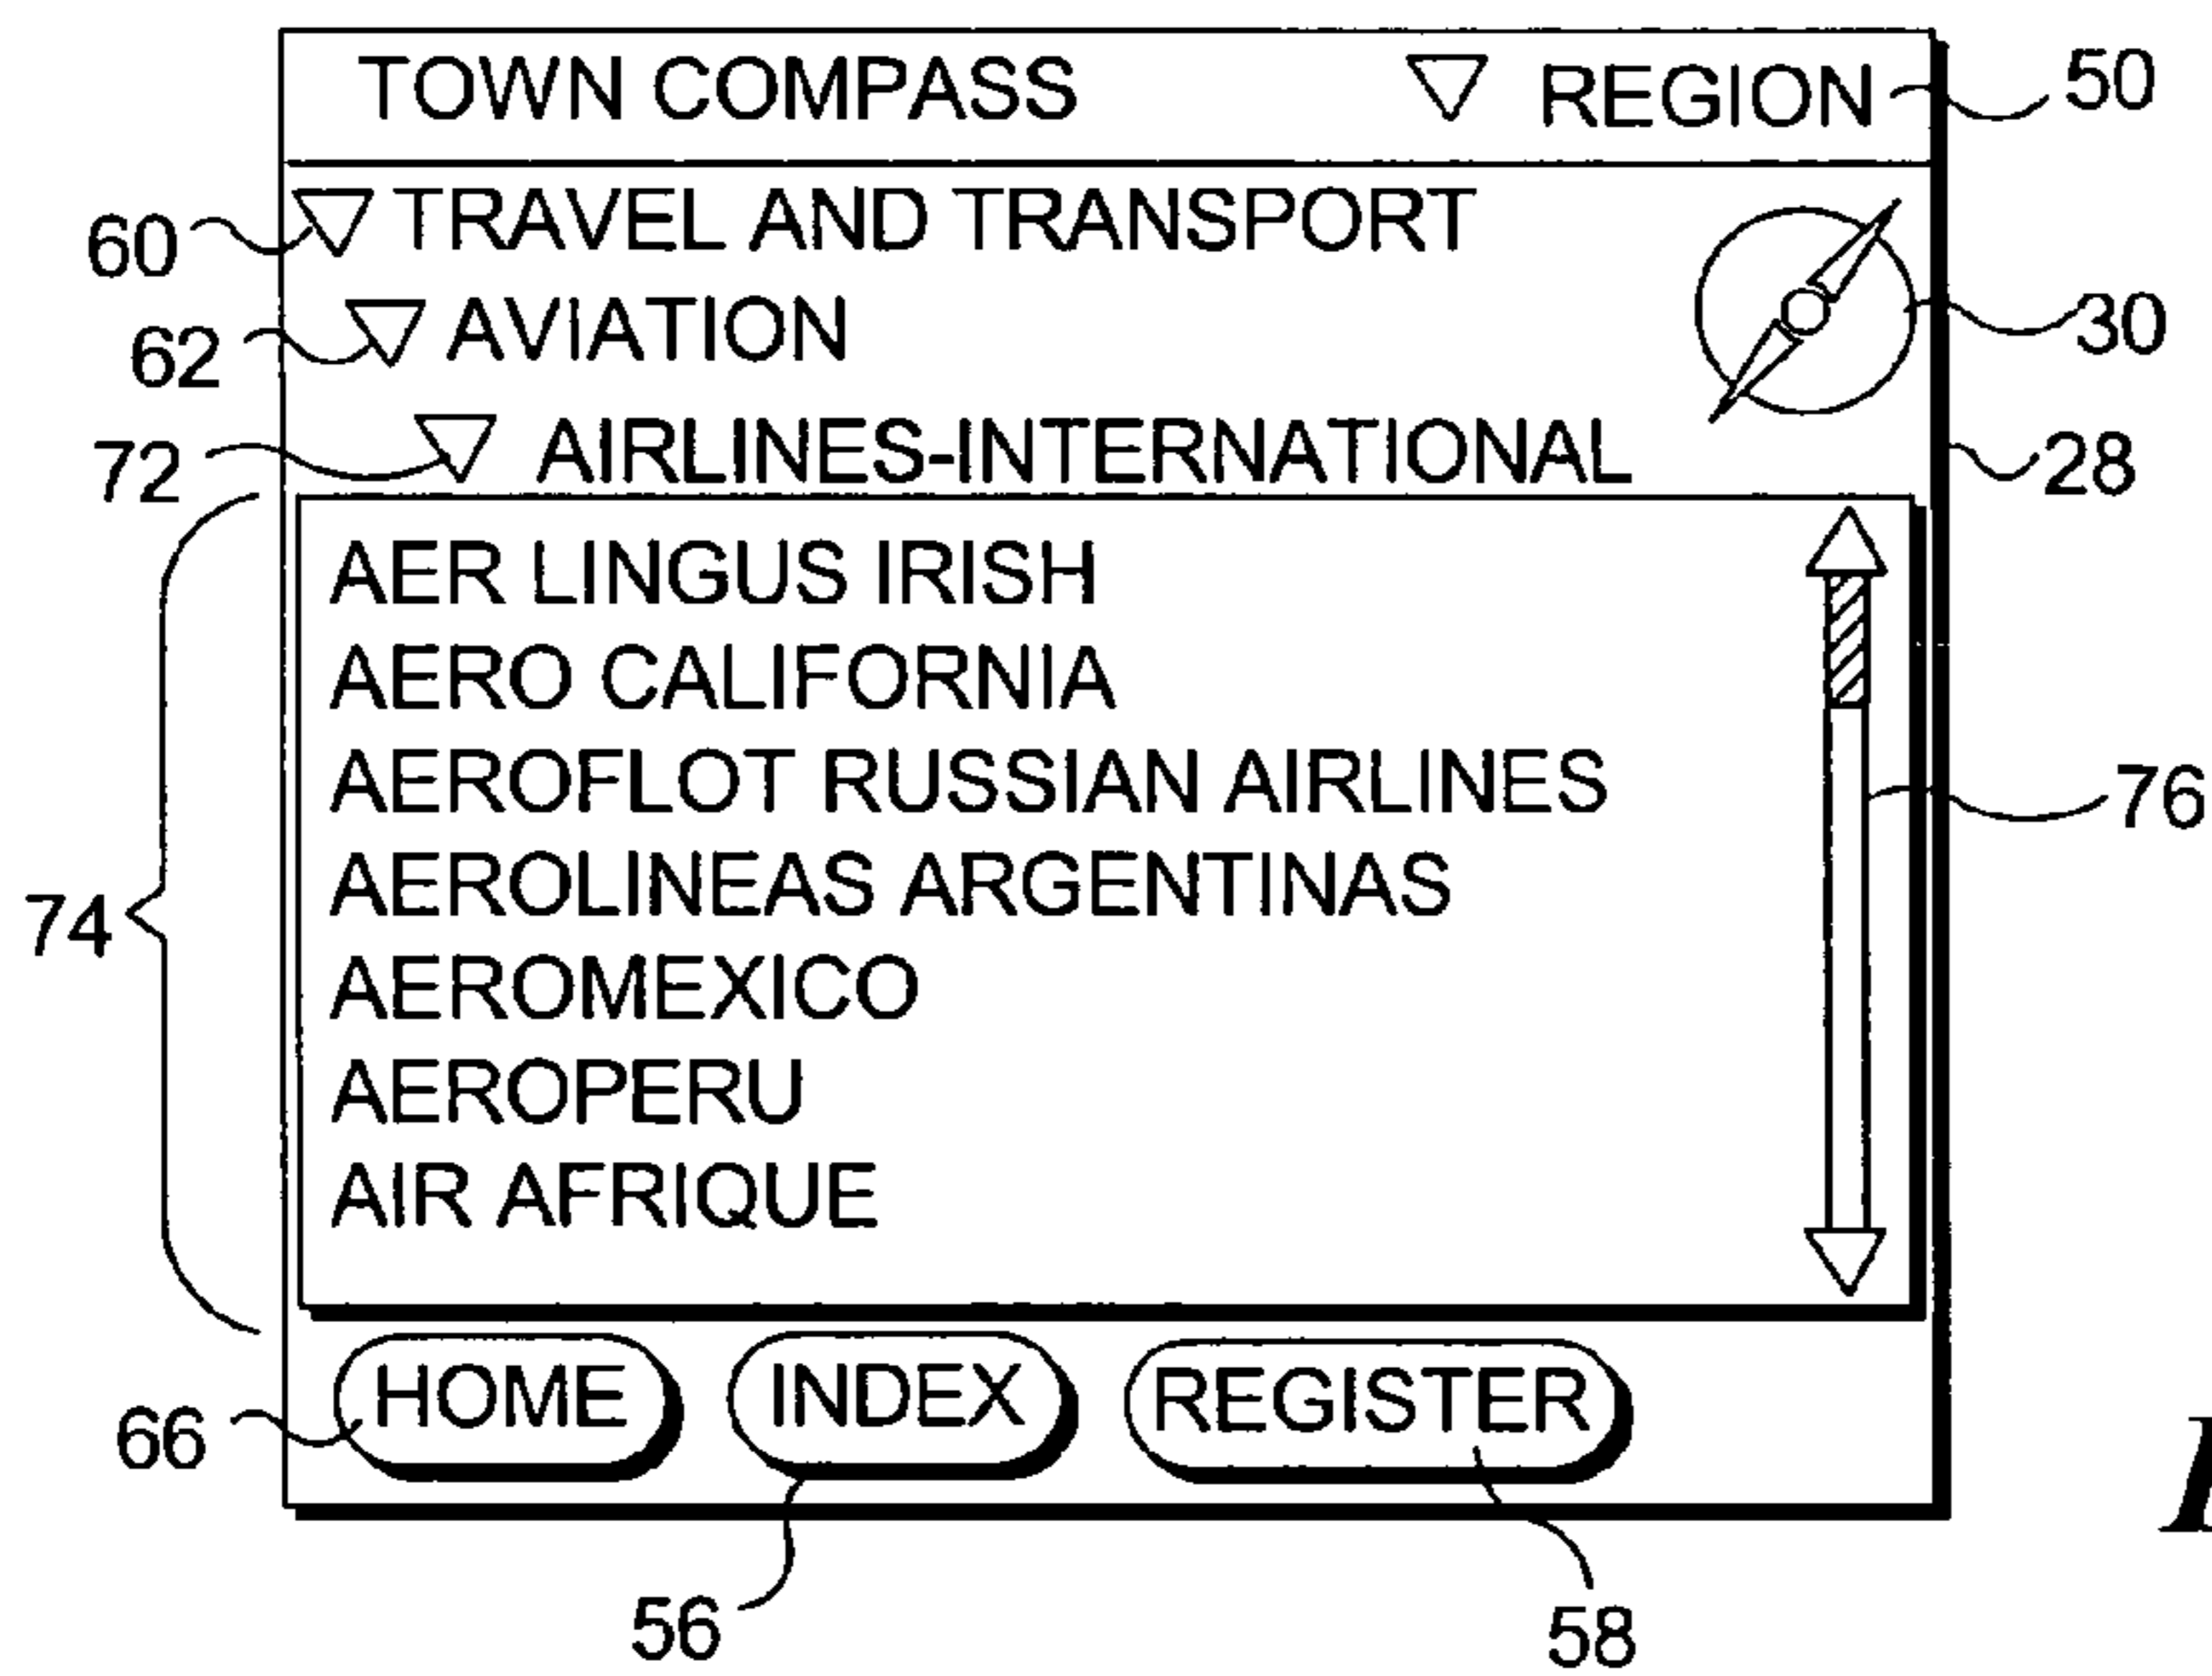 TOWN COMPASS REGION 50
60 TRAVEL AND TRANSPORT
62 AVIATION 30
72 AIRLINES-INTERNATIONAL 28
AER LINGUS IRISH
AERO CALIFORNIA
AEROFLOT RUSSIAN AIRLINES 76
74 AEROLINEAS ARGENTINAS
AEROMEXICO
AEROPERU
AIR AFRIQUE
66 HOME INDEX REGISTER
56 58